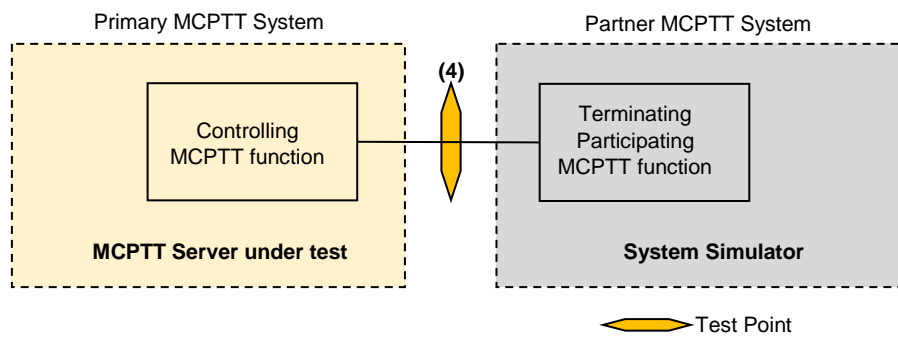 Primary MCPTT System
Partner MCPTT System
(4)
Controlling
MCPTT function
Terminating
Participating
MCPTT function
MCPTT Server under test
System Simulator
Test Point